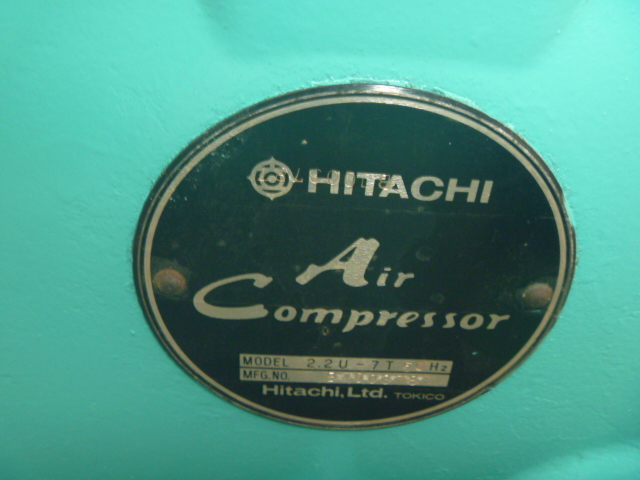 HITACHI
Air
Compressor
MODEL 2.2U-7T Hz
MFG.NO.
Hitachi,Ltd. TOKICO